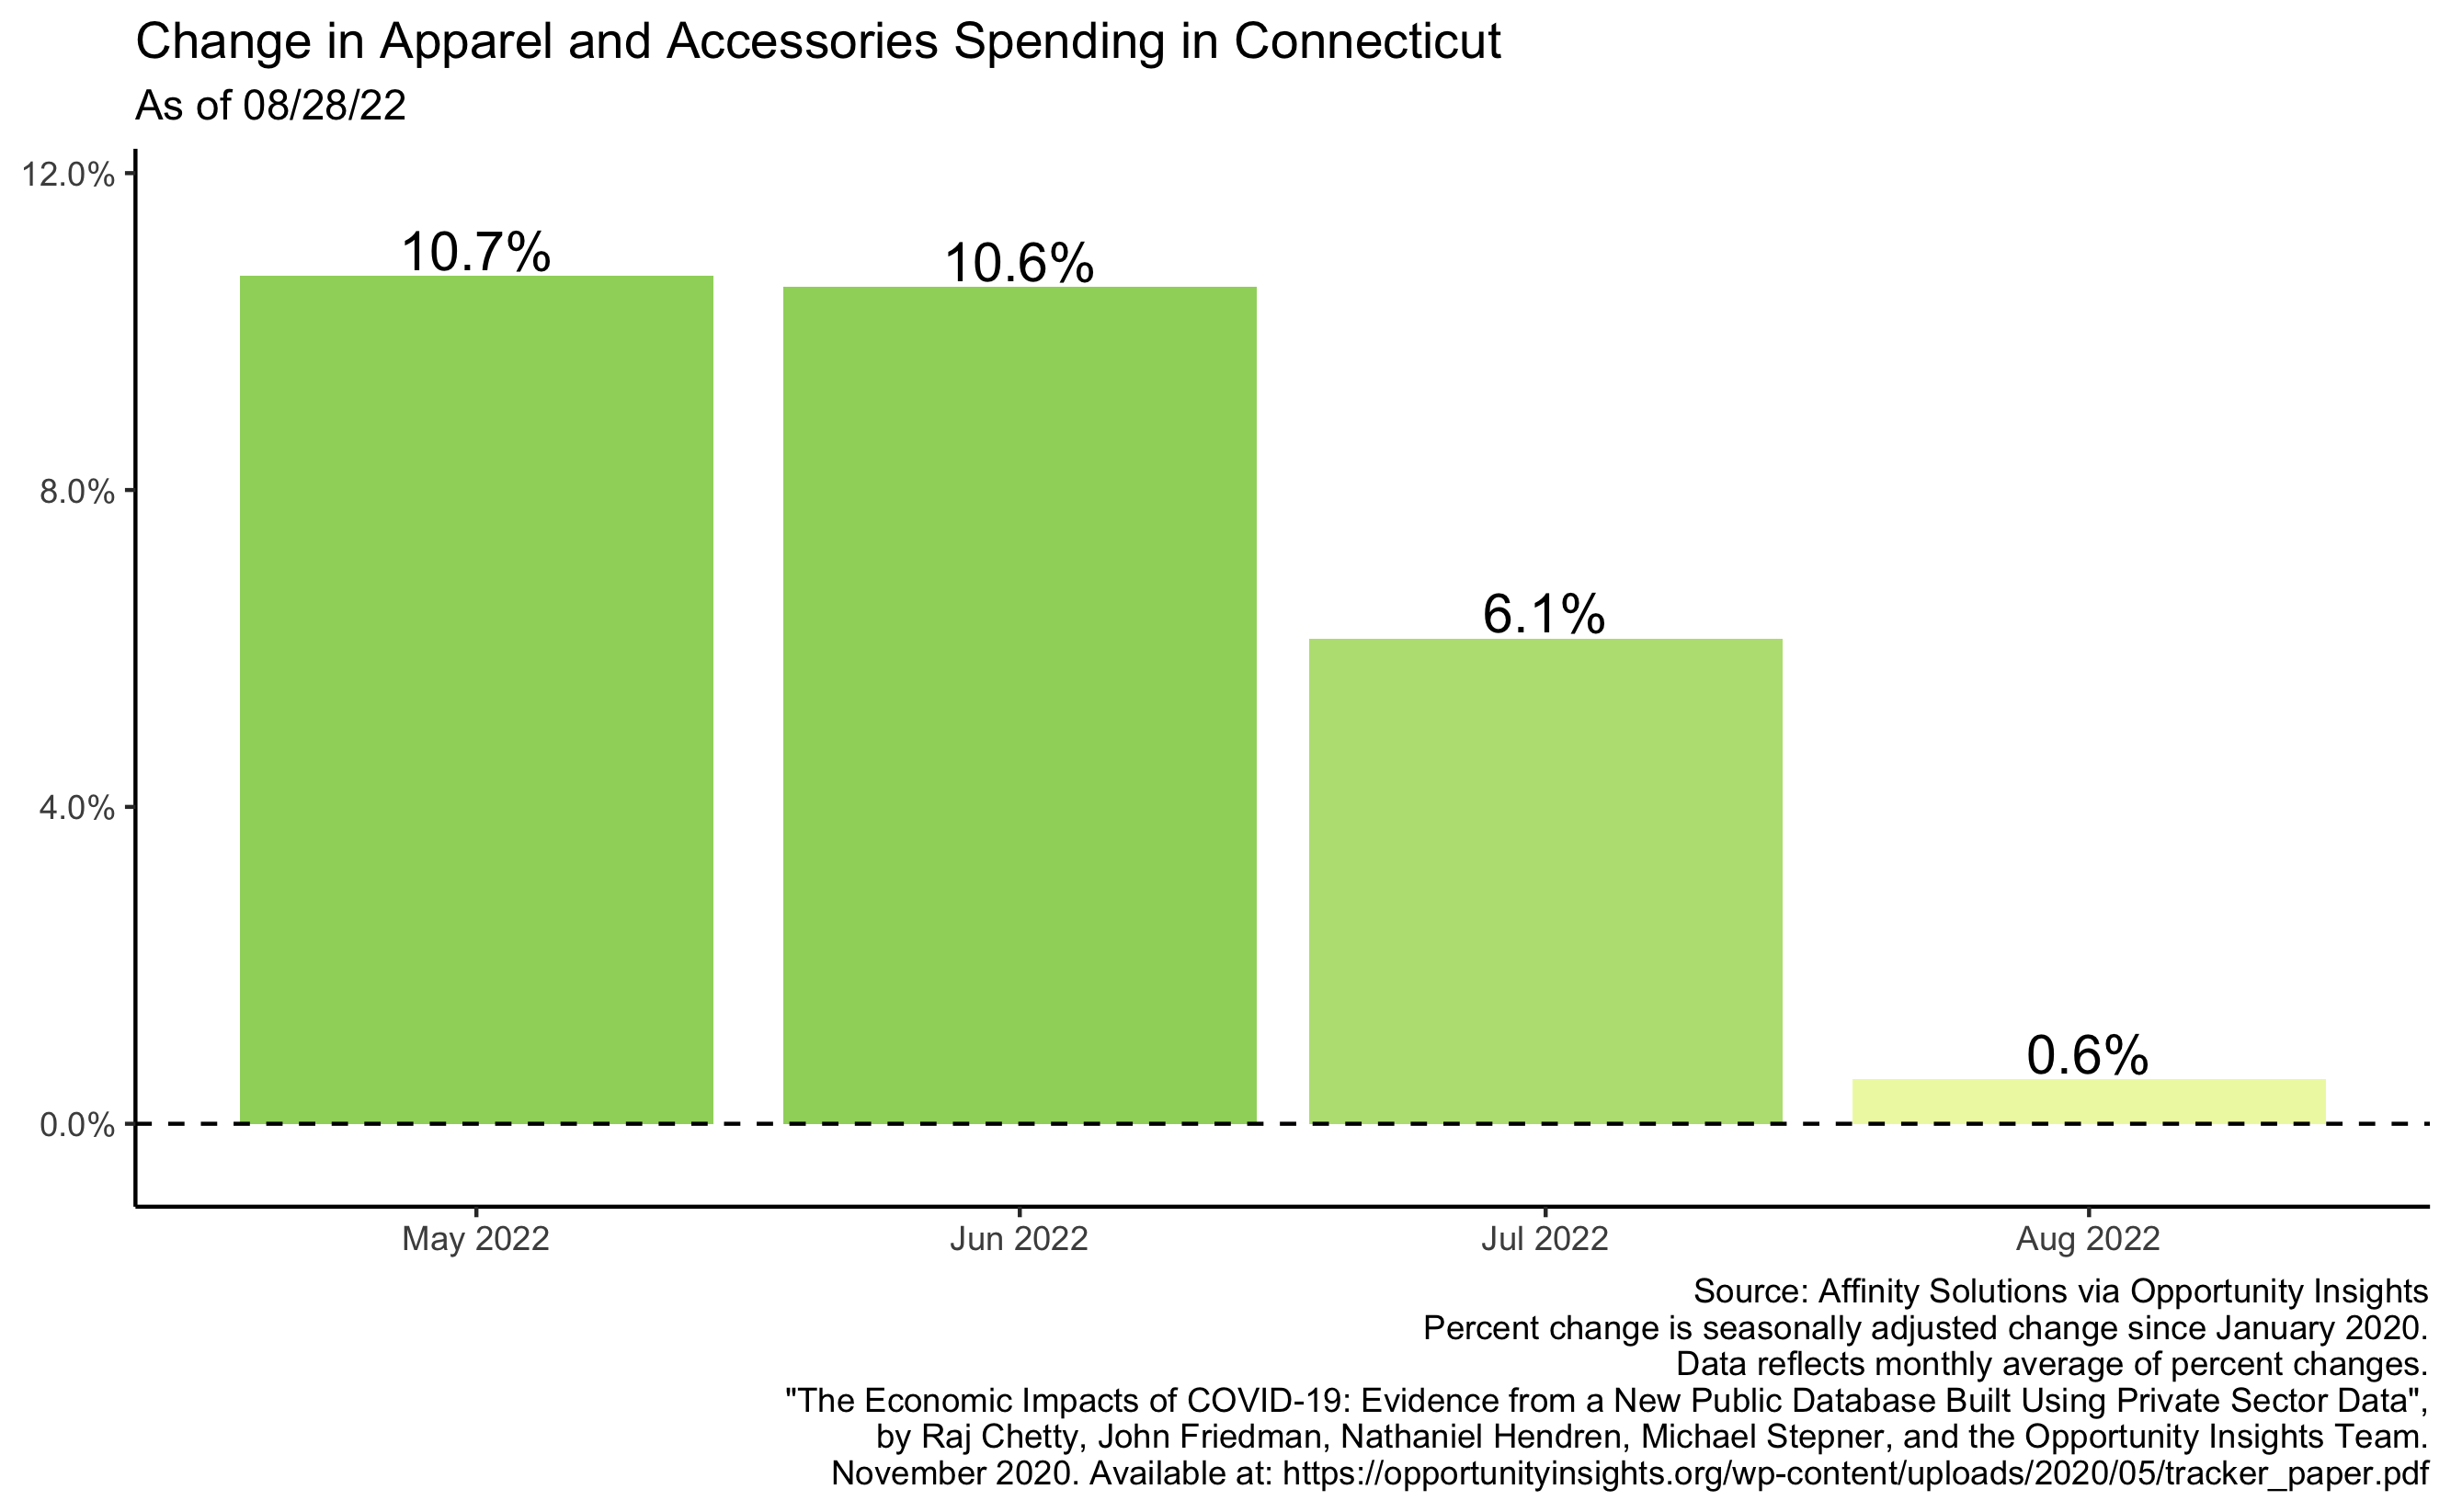 Change in Apparel and Accessories Spending in Connecticut
As of 08/28/22
12.0%
8.0%
4.0%
0.0%
10.7%
10.6%
6.1%
0.6%
May 2022
Jun 2022
Jul 2022
Aug 2022
Source: Affinity Solutions via Opportunity Insights
Percent change is seasonally adjusted change since January 2020.
Data reflects monthly average of percent changes.
"The Economic Impacts of COVID-19: Evidence from a New Public Database Built Using Private Sector Data",
by Raj Chetty, John Friedman, Nathaniel Hendren, Michael Stepner, and the Opportunity Insights Team.
November 2020. Available at: https://opportunityinsights.org/wp-content/uploads/2020/05/tracker_paper.pdf